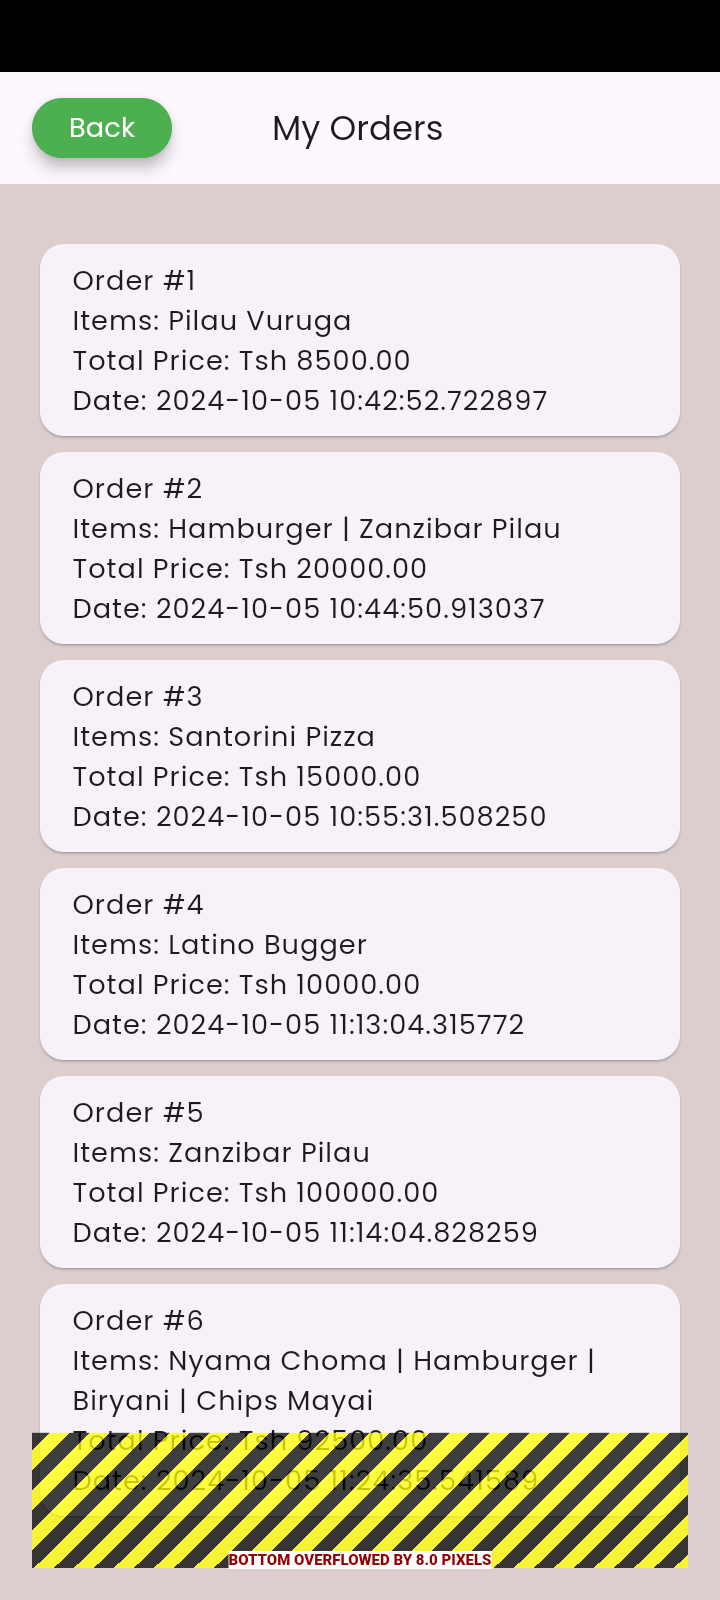 Back
My Orders
Order #1
Items: Pilau Vuruga
Total Price: Tsh 8500.00
Date: 2024-10-05 10:42:52.722897
Order #2
Items: Hamburger | Zanzibar Pilau
Total Price: Tsh 20000.00
Date: 2024-10-05 10:44:50.913037
Order #3
Items: Santorini Pizza
Total Price: Tsh 15000.00
Date: 2024-10-05 10:55:31.508250
Order #4
Items: Latino Bugger
Total Price: Tsh 10000.00
Date: 2024-10-05 11:13:04.315772
Order #5
Items: Zanzibar Pilau
Total Price: Tsh 100000.00
Date: 2024-10-05 11:14:04.828259
Order #6
Items: Nyama Choma | Hamburger |
Biryani | Chips Mayai
Total Price: Tsh 92500.00
Date: 2024-10-05 11:24:35.541589
BOTTOM OVERFLOWED BY 8.0 PIXELS